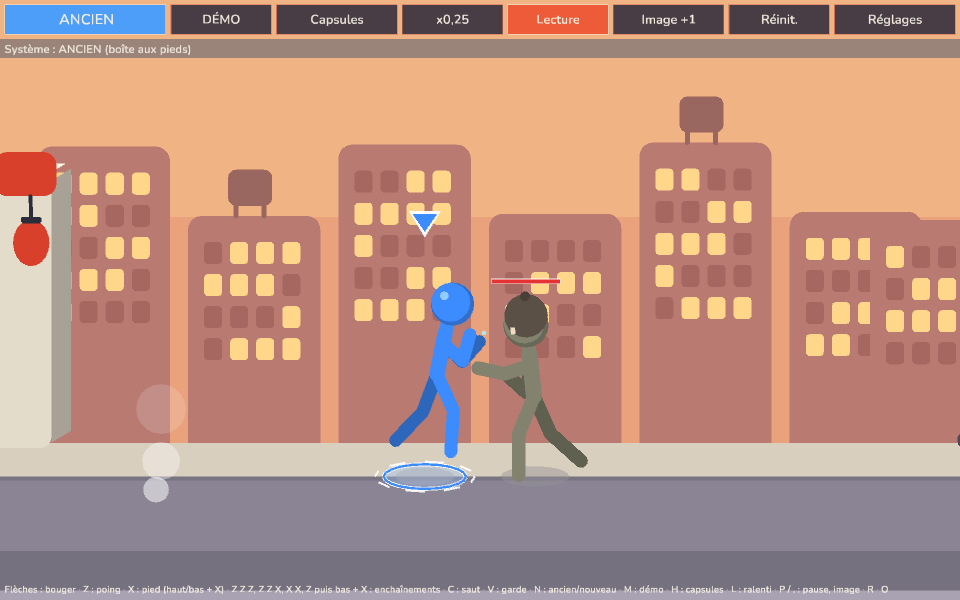 ANCIEN DÉMO Capsules x0,25 Lecture Image +1 Réinit. Réglages
Système : ANCIEN (boîte aux pieds)
Flèches : bouger · Z : poing · X : pied (haut/bas + X) · Z Z Z, Z Z X, X X, Z puis bas + X : enchaînements · C : saut · V : garde · N : ancien/nouveau · M : démo · H : capsules · L : ralenti · P / . : pause, image · R · O